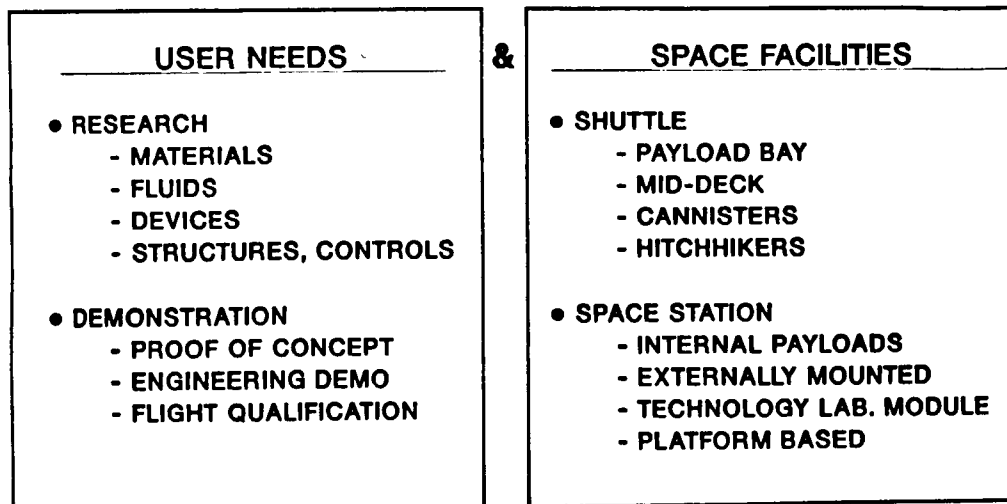 USER NEEDS
● RESEARCH
- MATERIALS
- FLUIDS
- DEVICES
- STRUCTURES, CONTROLS
● DEMONSTRATION
- PROOF OF CONCEPT
- ENGINEERING DEMO
- FLIGHT QUALIFICATION
&
SPACE FACILITIES
● SHUTTLE
- PAYLOAD BAY
- MID-DECK
- CANNISTERS
- HITCHHIKERS
● SPACE STATION
- INTERNAL PAYLOADS
- EXTERNALLY MOUNTED
- TECHNOLOGY LAB. MODULE
- PLATFORM BASED